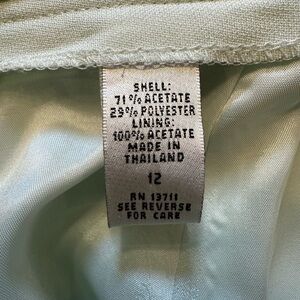 SHELL:
71% ACETATE
29% POLYESTER
LINING:
100% ACETATE
MADE IN
THAILAND
12
RN 13711
SEE REVERSE
FOR CARE